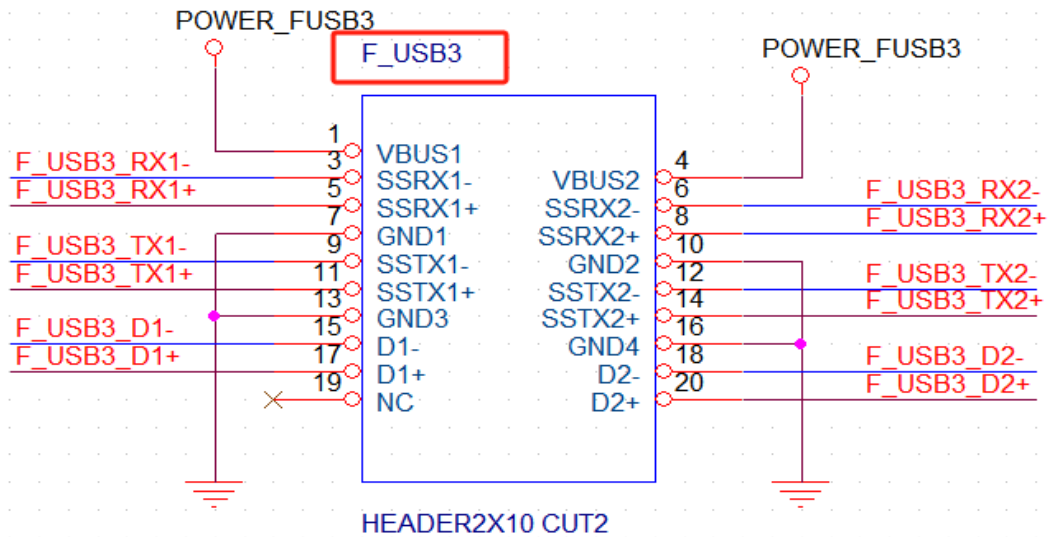 POWER_FUSB3
F_USB3
POWER_FUSB3
1
VBUS1
F_USB3_RX1-
3
SSRX1-
F_USB3_RX1+
5
SSRX1+
7
GND1
F_USB3_TX1-
9
SSTX1-
F_USB3_TX1+
11
SSTX1+
13
GND3
F_USB3_D1-
15
D1-
F_USB3_D1+
17
D1+
19
NC
VBUS2
4
SSRX2-
6
F_USB3_RX2-
SSRX2+
8
F_USB3_RX2+
GND2
10
SSTX2-
12
F_USB3_TX2-
SSTX2+
14
F_USB3_TX2+
GND4
16
D2-
18
F_USB3_D2-
D2+
20
F_USB3_D2+
HEADER2X10 CUT2